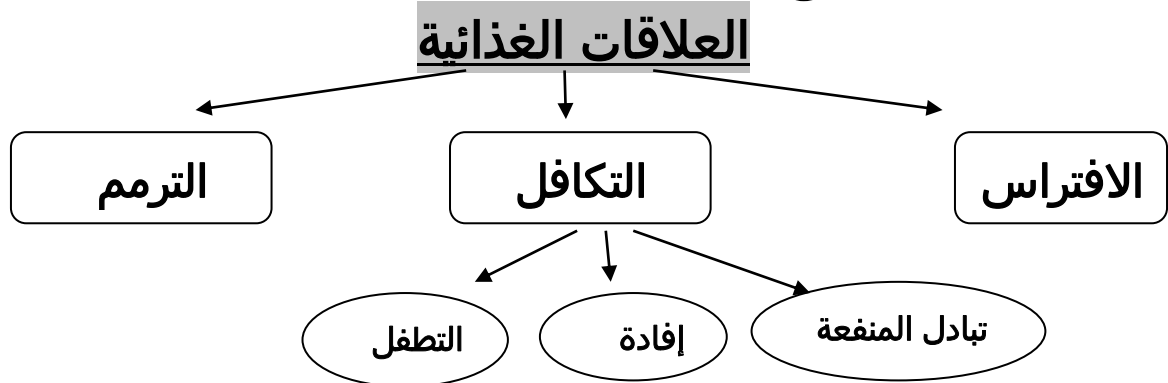 العلاقات الغذائية
الافتراس
التكافل
الترمم
تبادل المنفعة
إفادة
التطفل